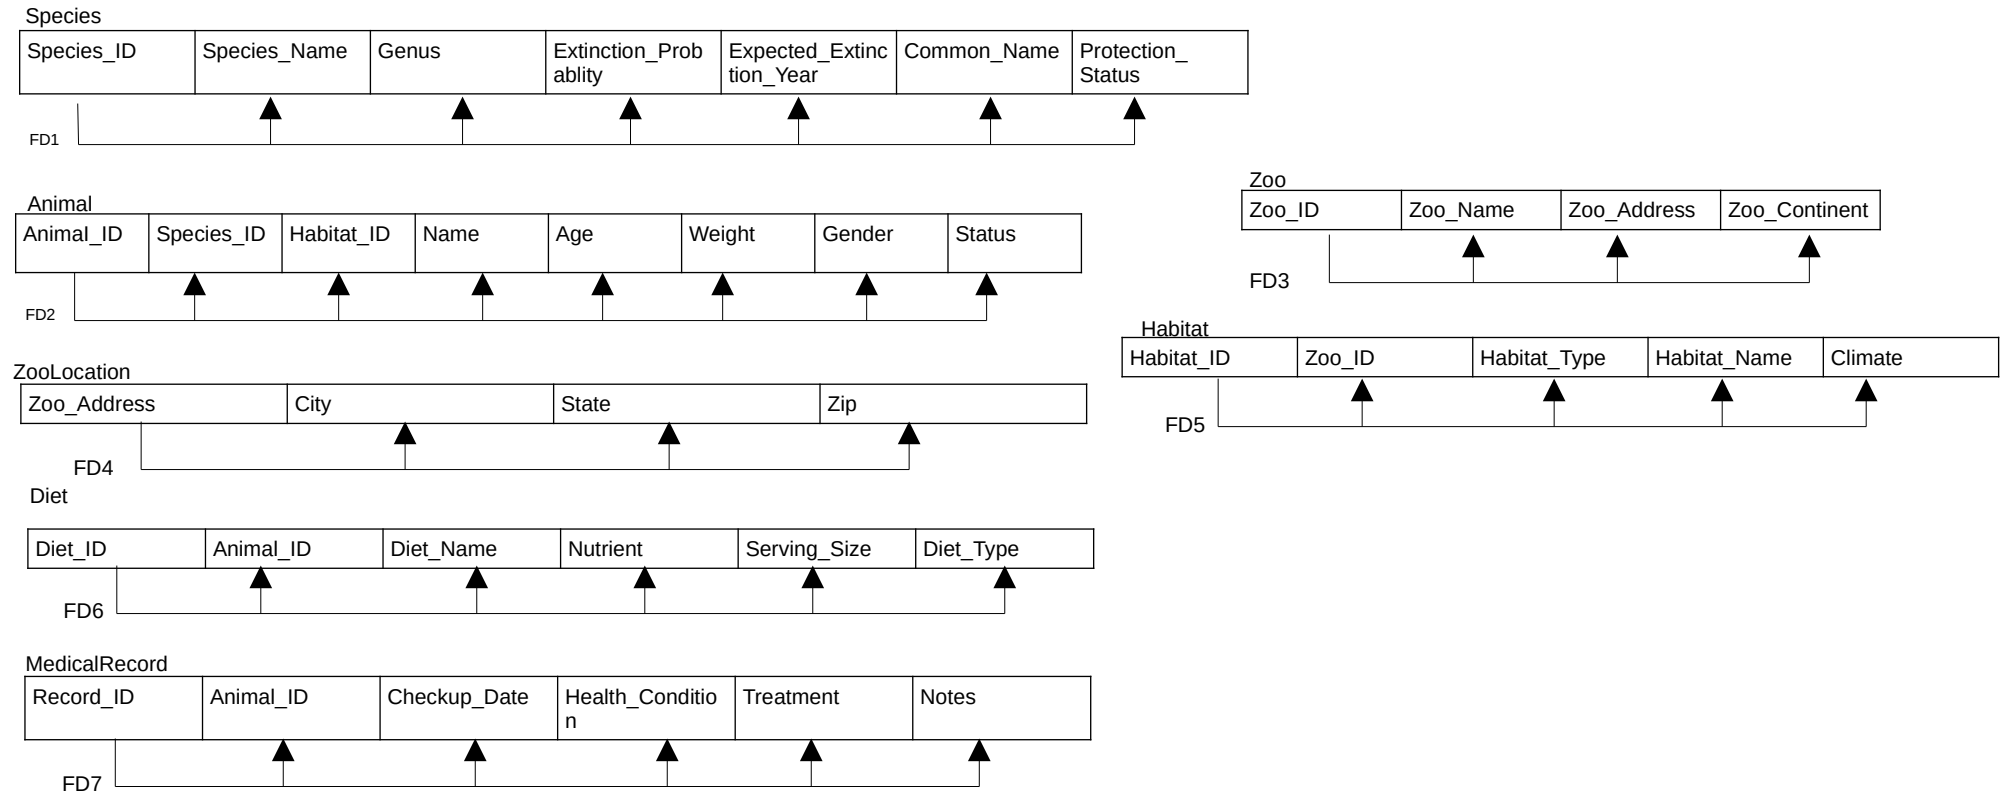 Species
Species_ID Species_Name Genus Extinction_Prob Expected_Extinc Common_Name Protection_
ablity tion_Year Status
FD1
Animal
Animal_ID Species_ID Habitat_ID Name Age Weight Gender Status
FD2
Zoo
Zoo_ID Zoo_Name Zoo_Address Zoo_Continent
FD3
Habitat
Habitat_ID Zoo_ID Habitat_Type Habitat_Name Climate
FD5
ZooLocation
Zoo_Address City State Zip
FD4
Diet
Diet_ID Animal_ID Diet_Name Nutrient Serving_Size Diet_Type
FD6
MedicalRecord
Record_ID Animal_ID Checkup_Date Health_Conditio Treatment Notes
n
FD7